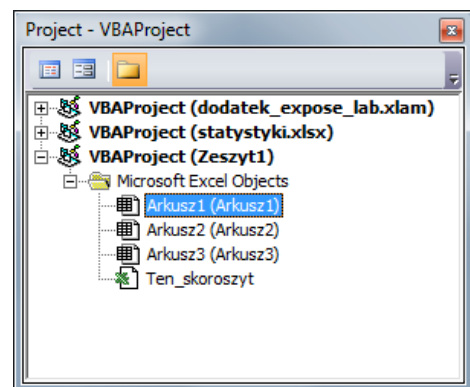 Project - VBAProject
VBAProject (dodatek_expose_lab.xlam)
VBAProject (statystyki.xlsx)
VBAProject (Zeszyt1)
Microsoft Excel Objects
Arkusz1 (Arkusz1)
Arkusz2 (Arkusz2)
Arkusz3 (Arkusz3)
Ten_skoroszyt